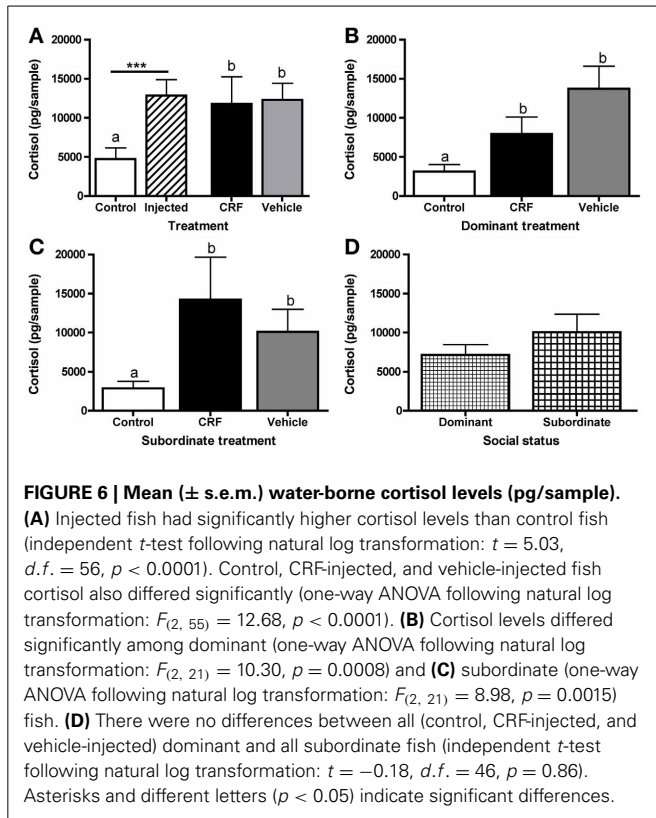 A
B
20000
15000
10000
5000
0
Cortisol (pg/sample)
***
a
b
b
Control
Injected
CRF
Vehicle
Treatment
20000
15000
10000
5000
0
Cortisol (pg/sample)
a
b
b
Control
CRF
Vehicle
Dominant treatment
C
D
20000
15000
10000
5000
0
Cortisol (pg/sample)
a
b
b
Control
CRF
Vehicle
Subordinate treatment
20000
15000
10000
5000
0
Cortisol (pg/sample)
Dominant
Subordinate
Social status
FIGURE 6 | Mean (± s.e.m.) water-borne cortisol levels (pg/sample).
(A) Injected fish had significantly higher cortisol levels than control fish
(independent t-test following natural log transformation: t = 5.03,
d.f. = 56, p < 0.0001). Control, CRF-injected, and vehicle-injected fish
cortisol also differed significantly (one-way ANOVA following natural log
transformation: F(2, 55) = 12.68, p < 0.0001). (B) Cortisol levels differed
significantly among dominant (one-way ANOVA following natural log
transformation: F(2, 21) = 10.30, p = 0.0008) and (C) subordinate (one-way
ANOVA following natural log transformation: F(2, 21) = 8.98, p = 0.0015)
fish. (D) There were no differences between all (control, CRF-injected, and
vehicle-injected) dominant and all subordinate fish (independent t-test
following natural log transformation: t = −0.18, d.f. = 46, p = 0.86).
Asterisks and different letters (p < 0.05) indicate significant differences.